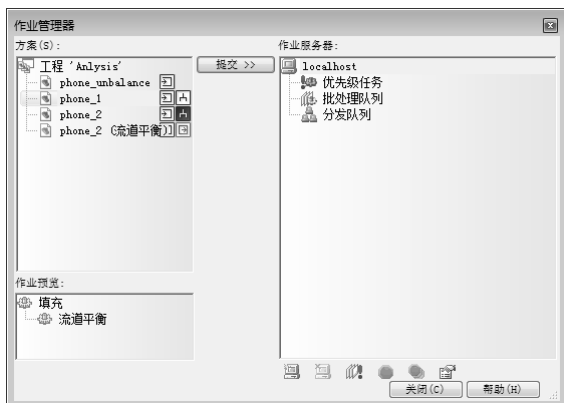 作业管理器
方案(S):
工程 'Anlysis'
phone_unbalance
phone_1
phone_2
phone_2 (流道平衡)]
提交 >>
作业服务器:
localhost
优先级任务
批处理队列
分发队列
作业预览:
填充
流道平衡
关闭(C)
帮助(H)